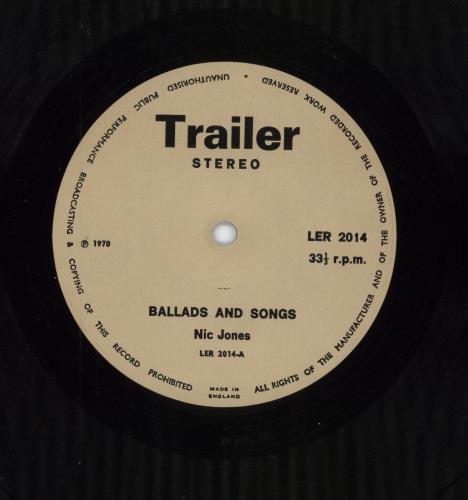 Trailer
STEREO
℗ 1970
LER 2014
33⅓ r.p.m.
BALLADS AND SONGS
Nic Jones
LER 2014-A
MADE IN
ENGLAND
ALL RIGHTS OF THE MANUFACTURER AND OF THE OWNER OF THE RECORDED WORK RESERVED • UNAUTHORISED PUBLIC PERFORMANCE BROADCASTING & COPYING OF THIS RECORD PROHIBITED